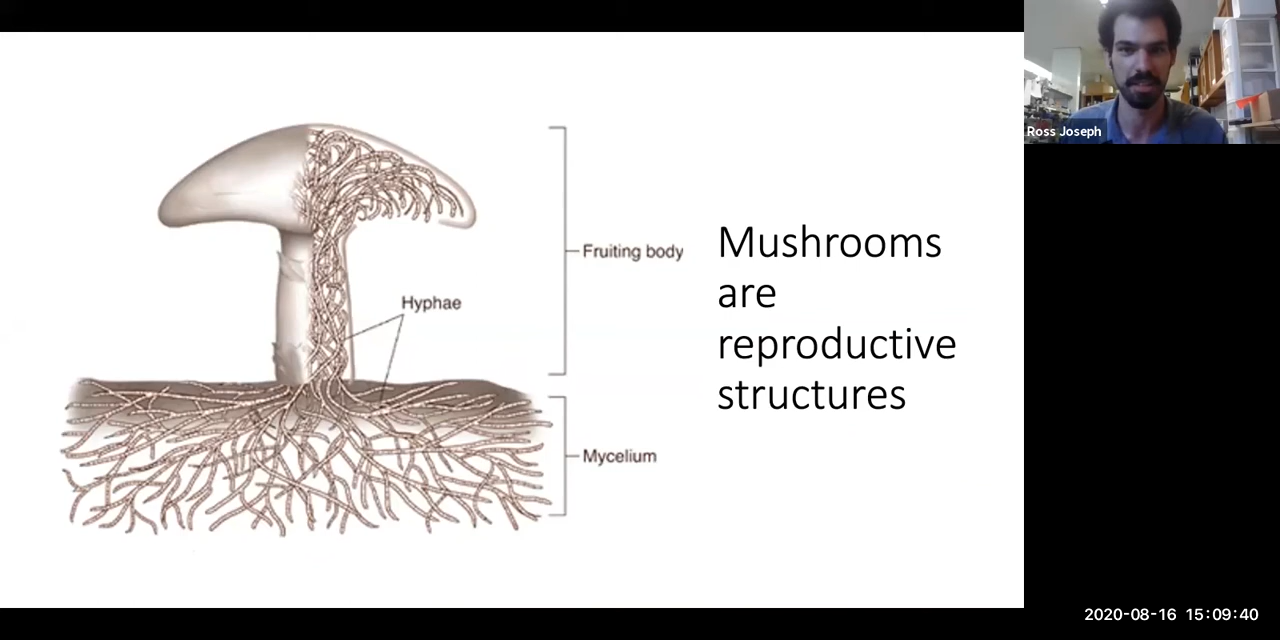 Ross Joseph
Fruiting body
Hyphae
Mycelium
Mushrooms
are
reproductive
structures
2020-08-16 15:09:40